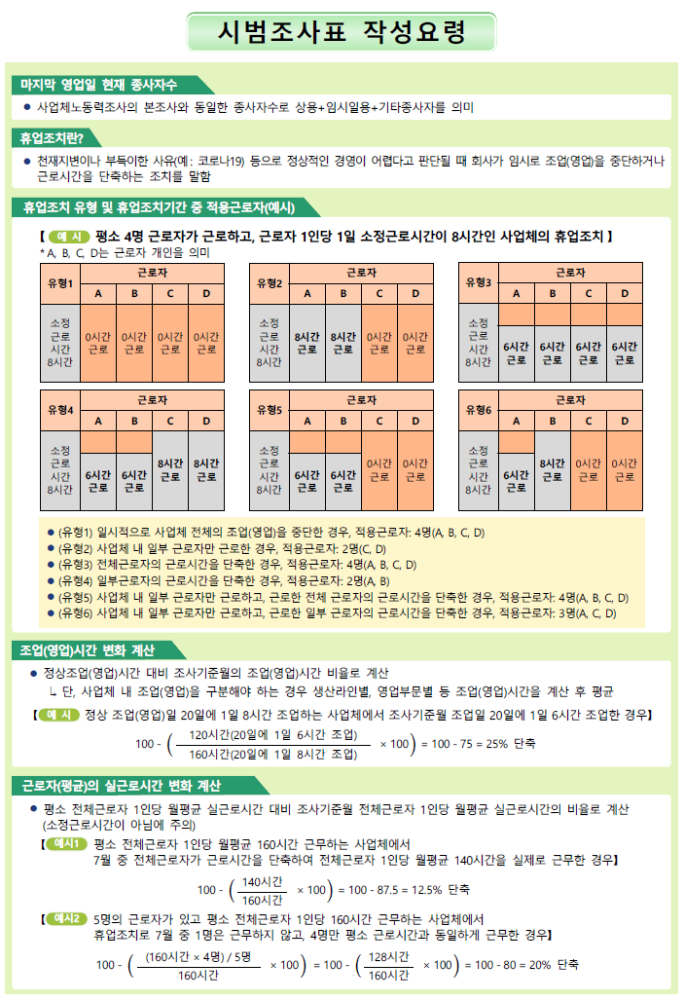 시범조사표 작성요령
마지막 영업일 현재 종사자수
● 사업체노동력조사의 본조사와 동일한 종사자수로 상용+임시일용+기타종사자를 의미
휴업조치란?
● 천재지변이나 부득이한 사유(예: 코로나19) 등으로 정상적인 경영이 어렵다고 판단될 때 회사가 임시로 조업(영업)을 중단하거나
근로시간을 단축하는 조치를 말함
휴업조치 유형 및 휴업조치기간 중 적용근로자(예시)
【 예 시 평소 4명 근로자가 근로하고, 근로자 1인당 1일 소정근로시간이 8시간인 사업체의 휴업조치 】
* A, B, C, D는 근로자 개인을 의미
유형1 근로자
A B C D
소정 근로 시간 8시간
0시간 근로 0시간 근로 0시간 근로 0시간 근로
유형2 근로자
A B C D
소정 근로 시간 8시간
8시간 근로 8시간 근로 0시간 근로 0시간 근로
유형3 근로자
A B C D
소정 근로 시간 8시간
6시간 근로 6시간 근로 6시간 근로 6시간 근로
유형4 근로자
A B C D
소정 근로 시간 8시간
6시간 근로 6시간 근로 8시간 근로 8시간 근로
유형5 근로자
A B C D
소정 근로 시간 8시간
6시간 근로 6시간 근로 0시간 근로 0시간 근로
유형6 근로자
A B C D
소정 근로 시간 8시간
6시간 근로 8시간 근로 0시간 근로 0시간 근로
● (유형1) 일시적으로 사업체 전체의 조업(영업)을 중단한 경우, 적용근로자: 4명(A, B, C, D)
● (유형2) 사업체 내 일부 근로자만 근로한 경우, 적용근로자: 2명(C, D)
● (유형3) 전체근로자의 근로시간을 단축한 경우, 적용근로자: 4명(A, B, C, D)
● (유형4) 일부근로자의 근로시간을 단축한 경우, 적용근로자: 2명(A, B)
● (유형5) 사업체 내 일부 근로자만 근로하고, 근로한 전체 근로자의 근로시간을 단축한 경우, 적용근로자: 4명(A, B, C, D)
● (유형6) 사업체 내 일부 근로자만 근로하고, 근로한 일부 근로자의 근로시간을 단축한 경우, 적용근로자: 3명(A, C, D)
조업(영업)시간 변화 계산
● 정상조업(영업)시간 대비 조사기준월의 조업(영업)시간 비율로 계산
↳ 단, 사업체 내 조업(영업)을 구분해야 하는 경우 생산라인별, 영업부문별 등 조업(영업)시간을 계산 후 평균
【 예 시 정상 조업(영업)일 20일에 1일 8시간 조업하는 사업체에서 조사기준월 조업일 20일에 1일 6시간 조업한 경우】
100 - ( 120시간(20일에 1일 6시간 조업) / 160시간(20일에 1일 8시간 조업) × 100 ) = 100 - 75 = 25% 단축
근로자(평균)의 실근로시간 변화 계산
● 평소 전체근로자 1인당 월평균 실근로시간 대비 조사기준월 전체근로자 1인당 월평균 실근로시간의 비율로 계산
(소정근로시간이 아님에 주의)
【 예시1 평소 전체근로자 1인당 월평균 160시간 근무하는 사업체에서
7월 중 전체근로자가 근로시간을 단축하여 전체근로자 1인당 월평균 140시간을 실제로 근무한 경우】
100 - ( 140시간 / 160시간 × 100 ) = 100 - 87.5 = 12.5% 단축
【 예시2 5명의 근로자가 있고 평소 전체근로자 1인당 160시간 근무하는 사업체에서
휴업조치로 7월 중 1명은 근무하지 않고, 4명만 평소 근로시간과 동일하게 근무한 경우】
100 - ( (160시간 × 4명) / 5명 / 160시간 × 100 ) = 100 - ( 128시간 / 160시간 × 100 ) = 100 - 80 = 20% 단축